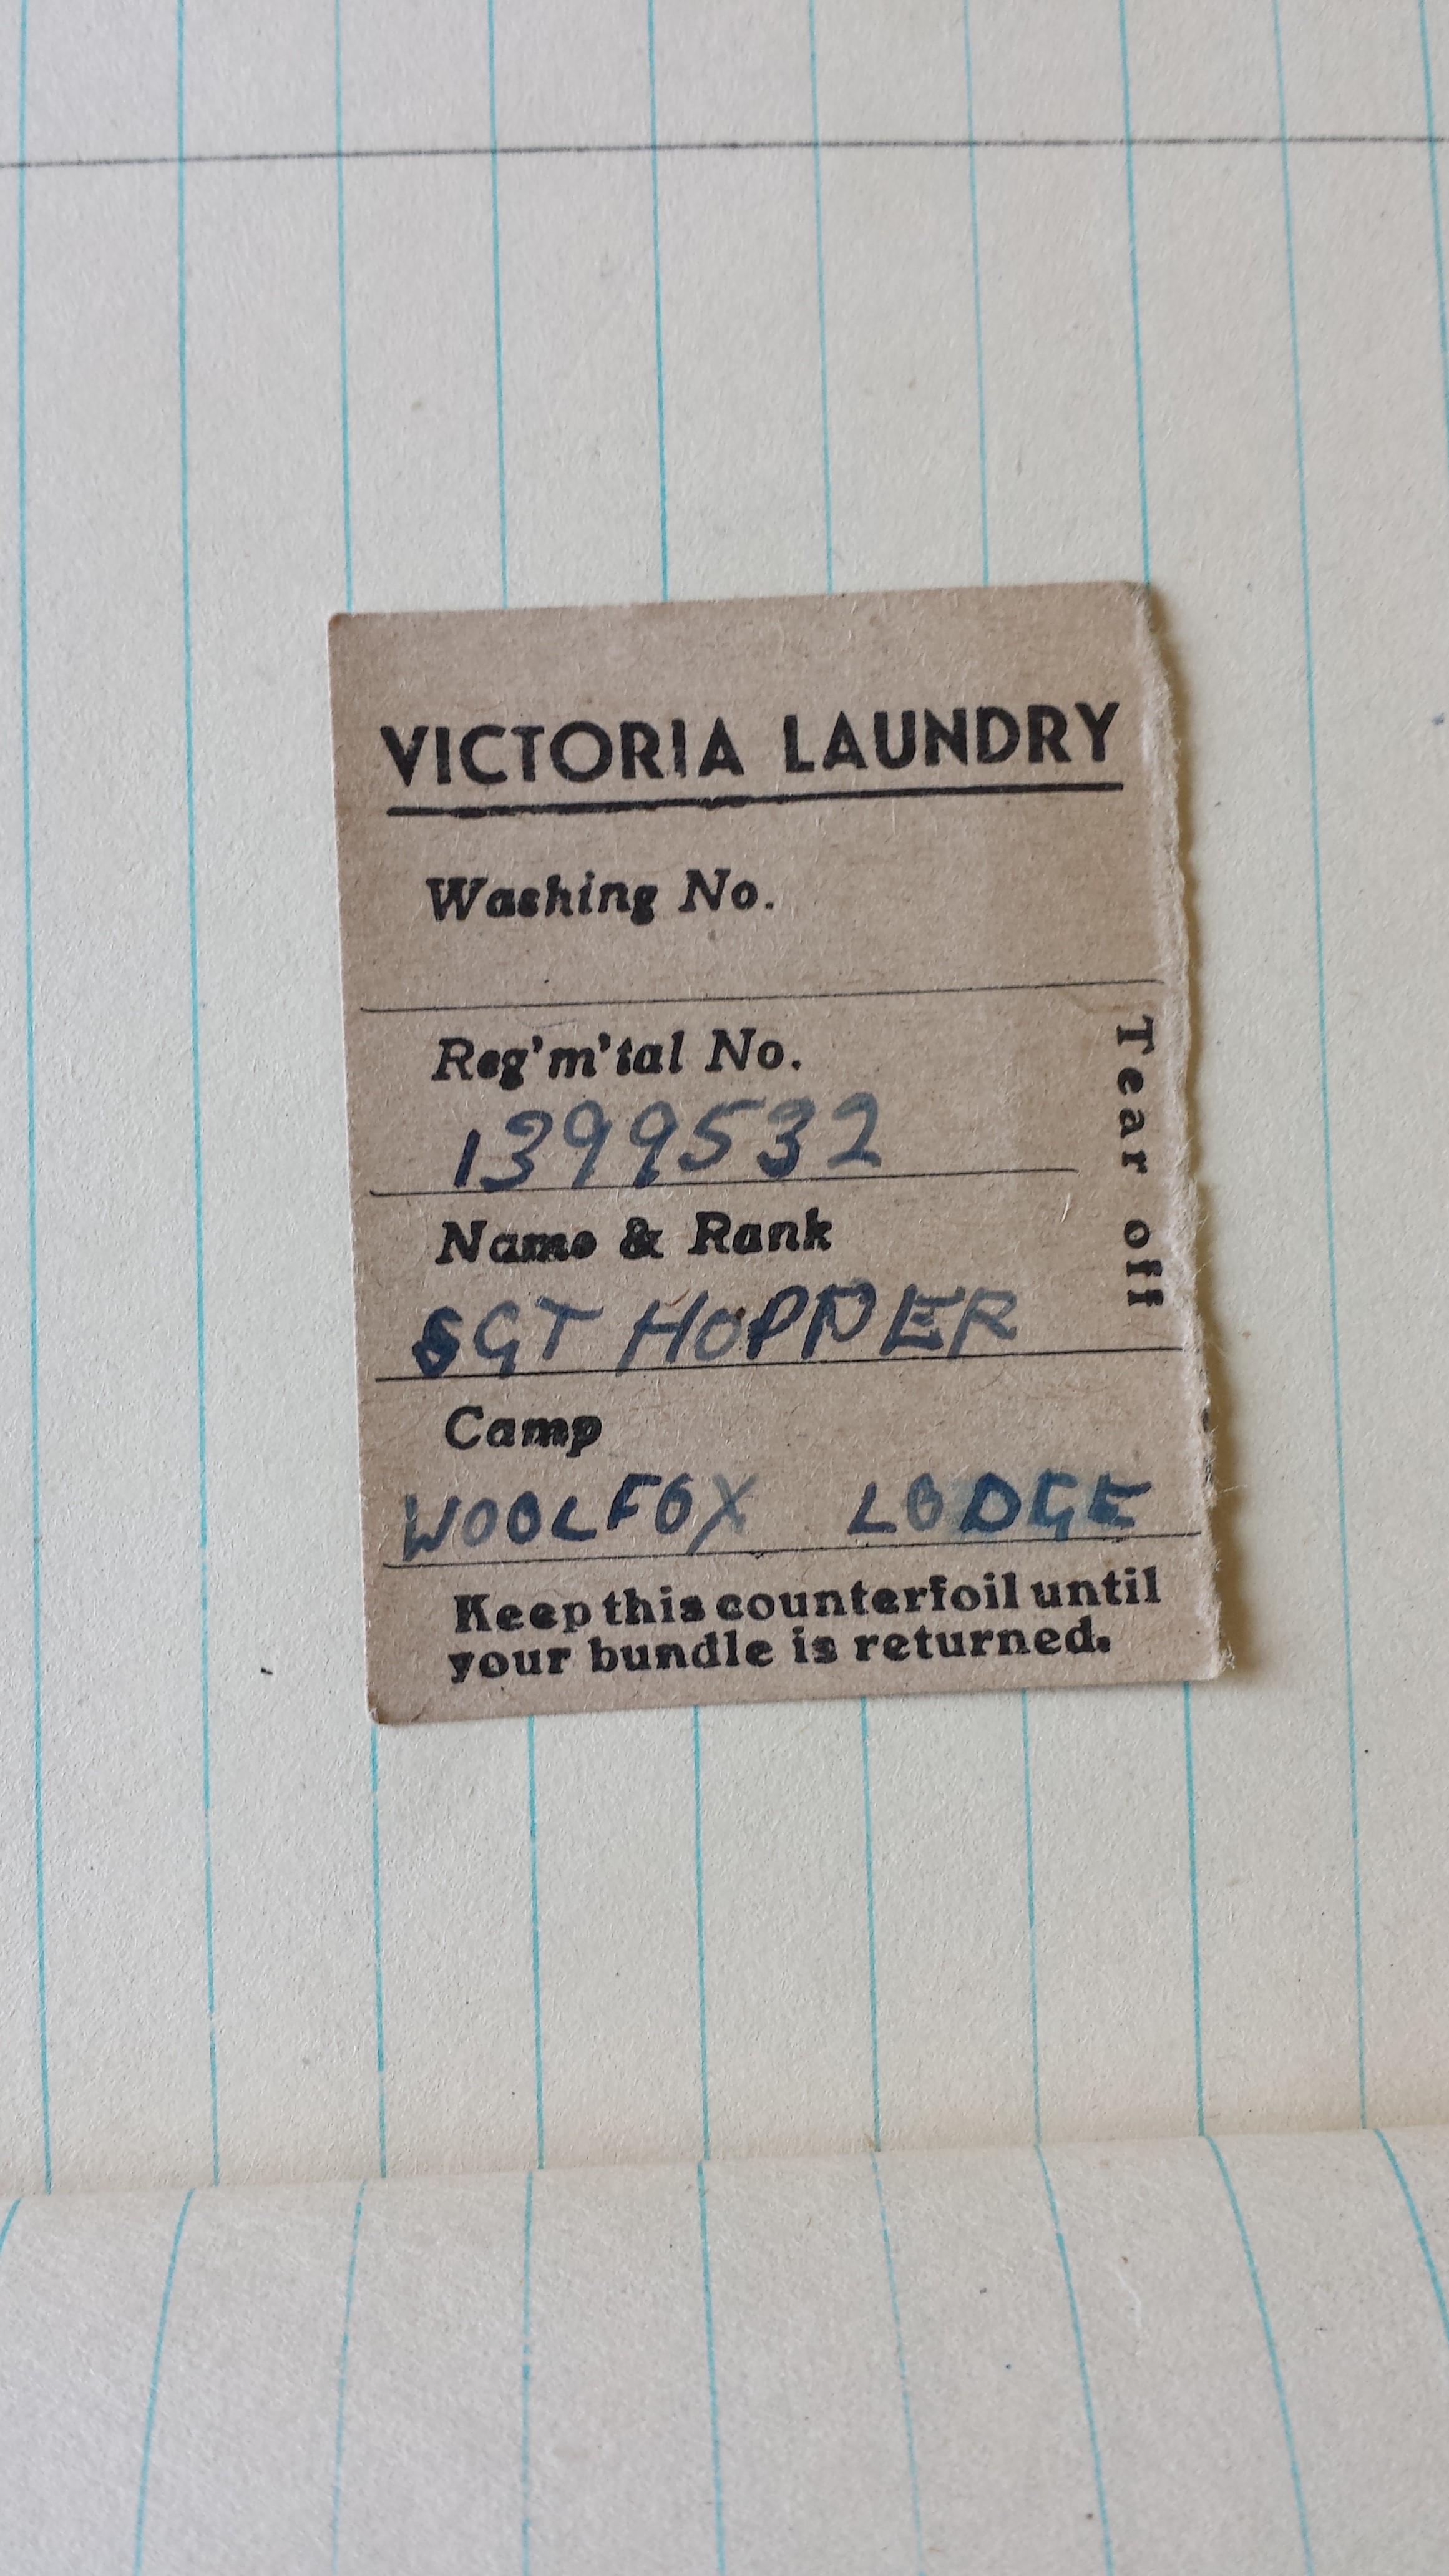 VICTORIA LAUNDRY
Washing No.
Reg'm'tal No.
1399532
Name & Rank
SGT HOPPER
Camp
WOOLFOX LODGE
Keep this counterfoil until
your bundle is returned.
Tear off